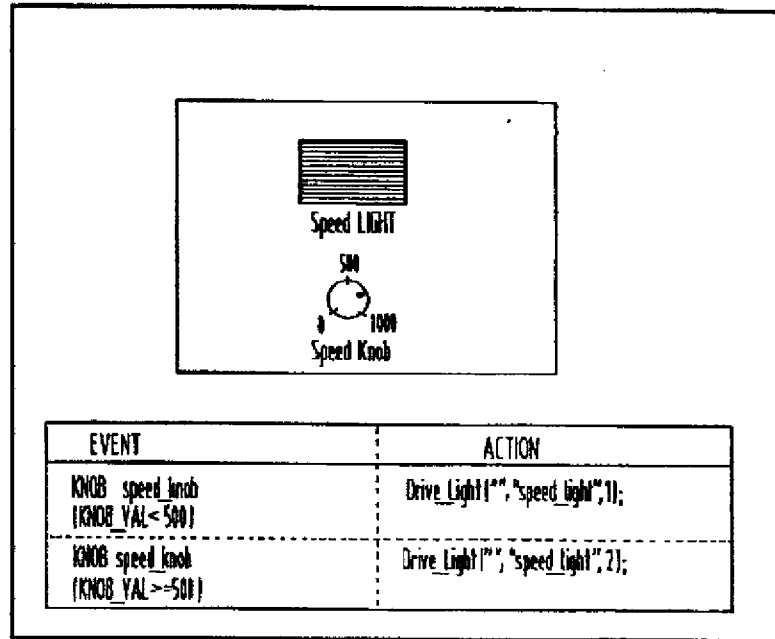 Speed LIGHT
500
0 1000
Speed Knob
EVENT ACTION
KNOB speed_knob Drive_Light("", "speed_light",1);
(KNOB_VAL<500)
KNOB speed_knob Drive_Light("", "speed_light", 2);
(KNOB_VAL>=500)